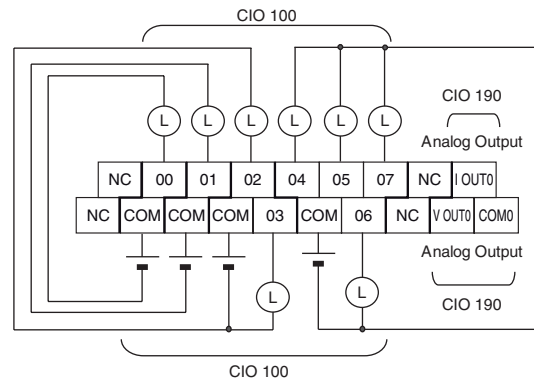 CIO 100
L L L L L L
CIO 190
Analog Output
NC 00 01 02 04 05 07 NC I OUT0
NC COM COM COM 03 COM 06 NC V OUT0 COM0
Analog Output
L L
CIO 190
CIO 100